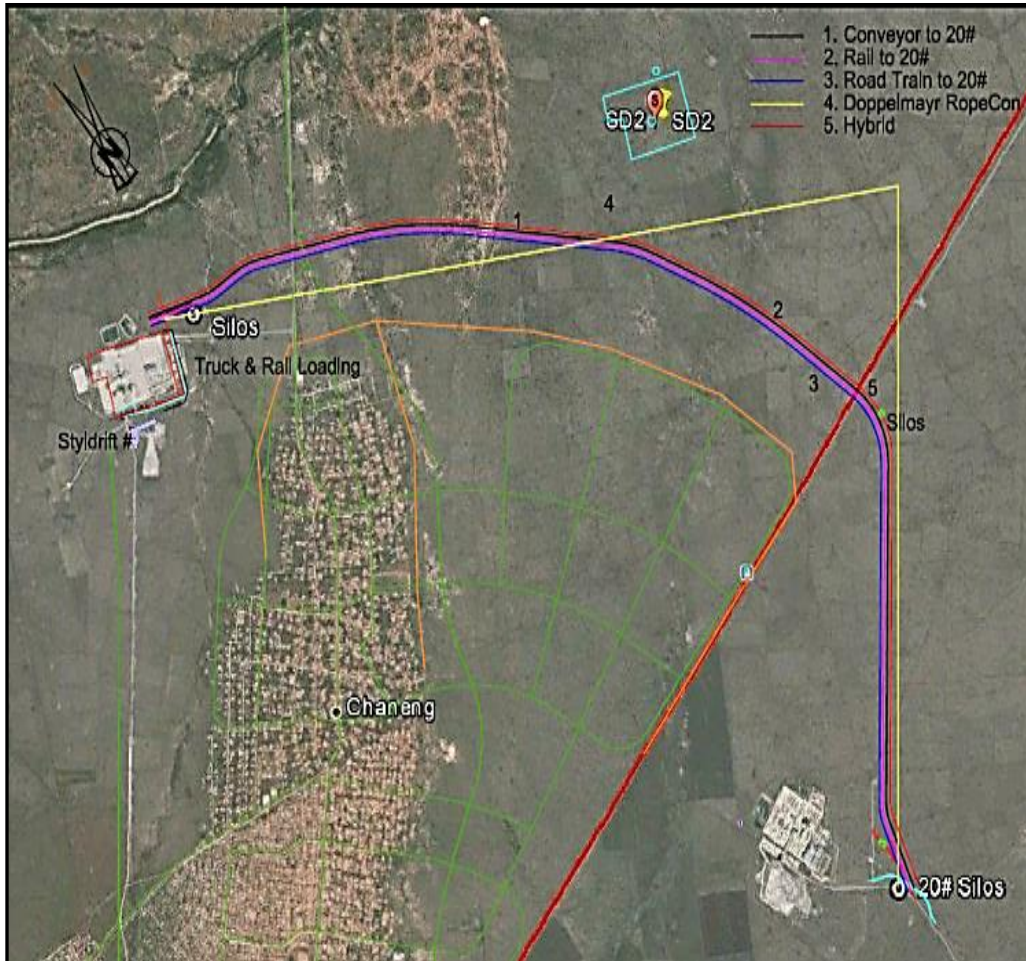 1. Conveyor to 20#
2. Rail to 20#
3. Road Train to 20#
4. Doppelmayr RopeCon
5. Hybrid
N
SD2 SD2
1
4
2
3
5
Silos
Silos
Truck & Rail Loading
Styldrift #
Chaneng
20# Silos